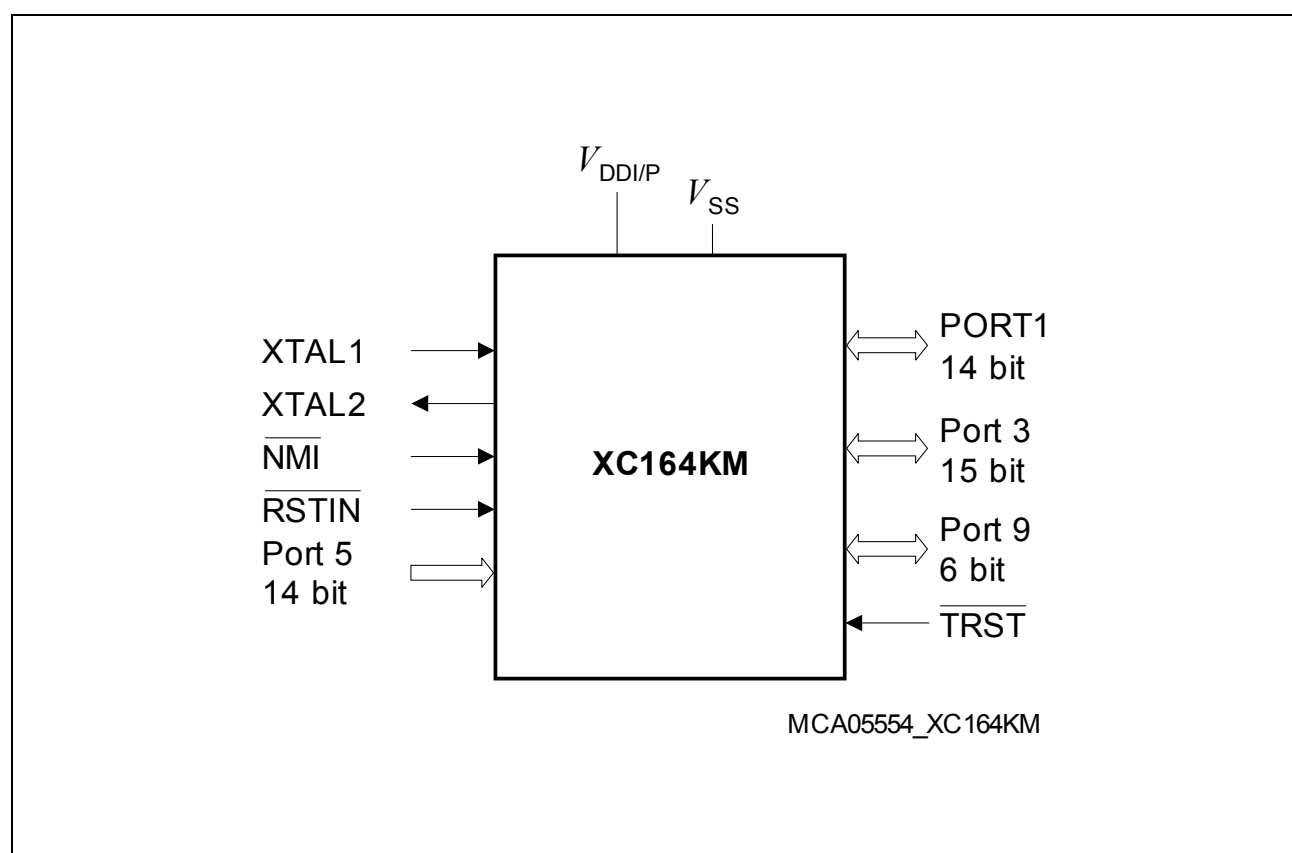 VDDI/P
VSS
XTAL1
XTAL2
NMI
RSTIN
Port 5
14 bit
XC164KM
PORT1
14 bit
Port 3
15 bit
Port 9
6 bit
TRST
MCA05554_XC164KM